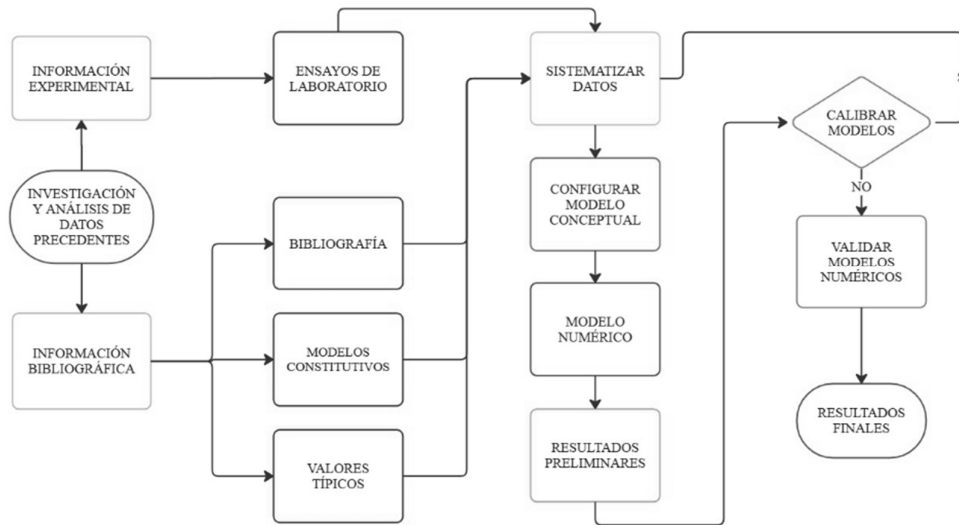 INFORMACIÓN
EXPERIMENTAL
ENSAYOS DE
LABORATORIO
SISTEMATIZAR
DATOS
CALIBRAR
MODELOS
INVESTIGACIÓN
Y ANÁLISIS DE
DATOS
PRECEDENTES
CONFIGURAR
MODELO
CONCEPTUAL
NO
BIBLIOGRAFÍA
VALIDAR
MODELOS
NUMÉRICOS
INFORMACIÓN
BIBLIOGRÁFICA
MODELOS
CONSTITUTIVOS
MODELO
NUMÉRICO
RESULTADOS
FINALES
VALORES
TÍPICOS
RESULTADOS
PRELIMINARES